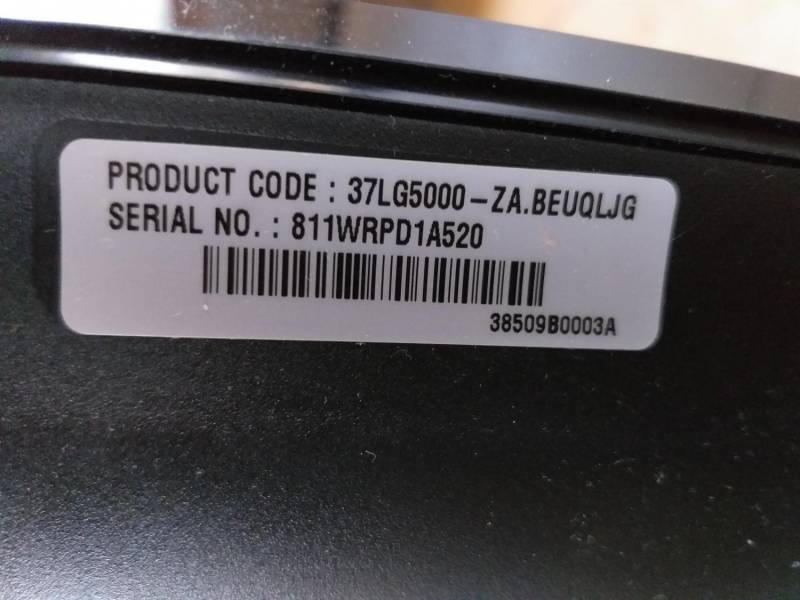 PRODUCT CODE : 37LG5000-ZA.BEUQLJG
SERIAL NO. : 811WRPD1A520
38509B0003A